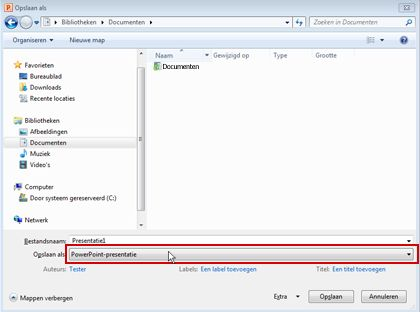 Opslaan als
Bibliotheken Documenten
Zoeken in Documenten
Organiseren Nieuwe map
Naam Gewijzigd op Type Grootte
Favorieten
Bureaublad
Downloads
Recente locaties
Bibliotheken
Afbeeldingen
Documenten
Muziek
Video's
Computer
Door systeem gereserveerd (C:)
Netwerk
Documenten
Bestandsnaam: Presentatie1
Opslaan als: PowerPoint-presentatie
Auteurs: Tester Labels: Een label toevoegen Titel: Een titel toevoegen
Mappen verbergen Extra Opslaan Annuleren